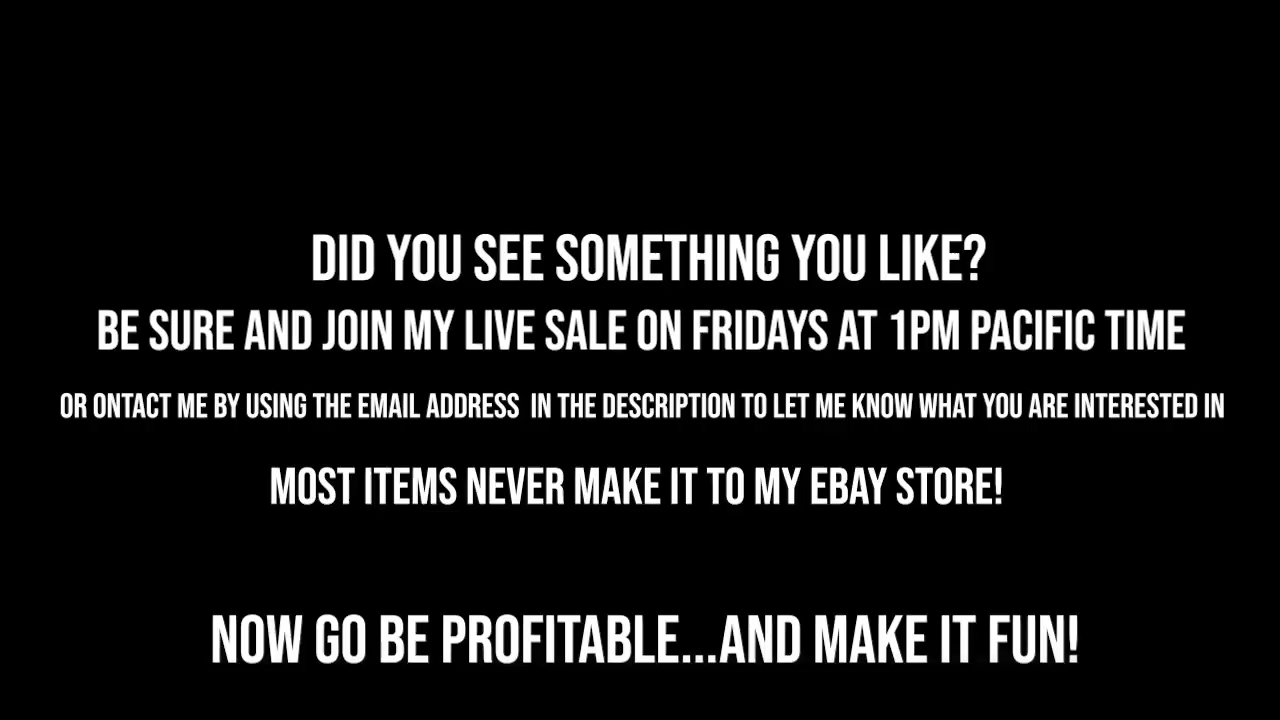 DID YOU SEE SOMETHING YOU LIKE?
BE SURE AND JOIN MY LIVE SALE ON FRIDAYS AT 1PM PACIFIC TIME
OR ONTACT ME BY USING THE EMAIL ADDRESS IN THE DESCRIPTION TO LET ME KNOW WHAT YOU ARE INTERESTED IN
MOST ITEMS NEVER MAKE IT TO MY EBAY STORE!
NOW GO BE PROFITABLE...AND MAKE IT FUN!